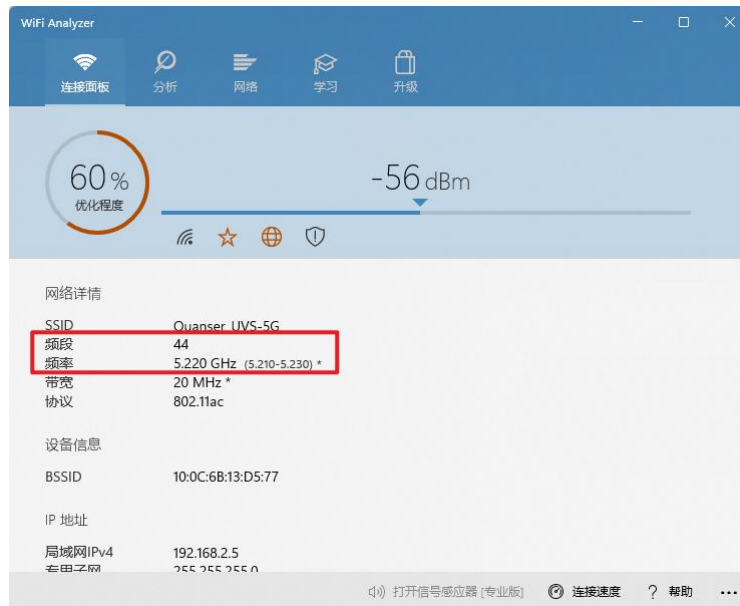 WiFi Analyzer
连接面板 分析 网络 学习 升级
60 %
优化程度
-56 dBm
网络详情
SSID Quanser_UVS-5G
频段 44
频率 5.220 GHz (5.210-5.230) *
带宽 20 MHz *
协议 802.11ac
设备信息
BSSID 10:0C:6B:13:D5:77
IP 地址
局域网IPv4 192.168.2.5
255.255.255.0
打开信号感应器 [专业版] 连接速度 ? 帮助 ...